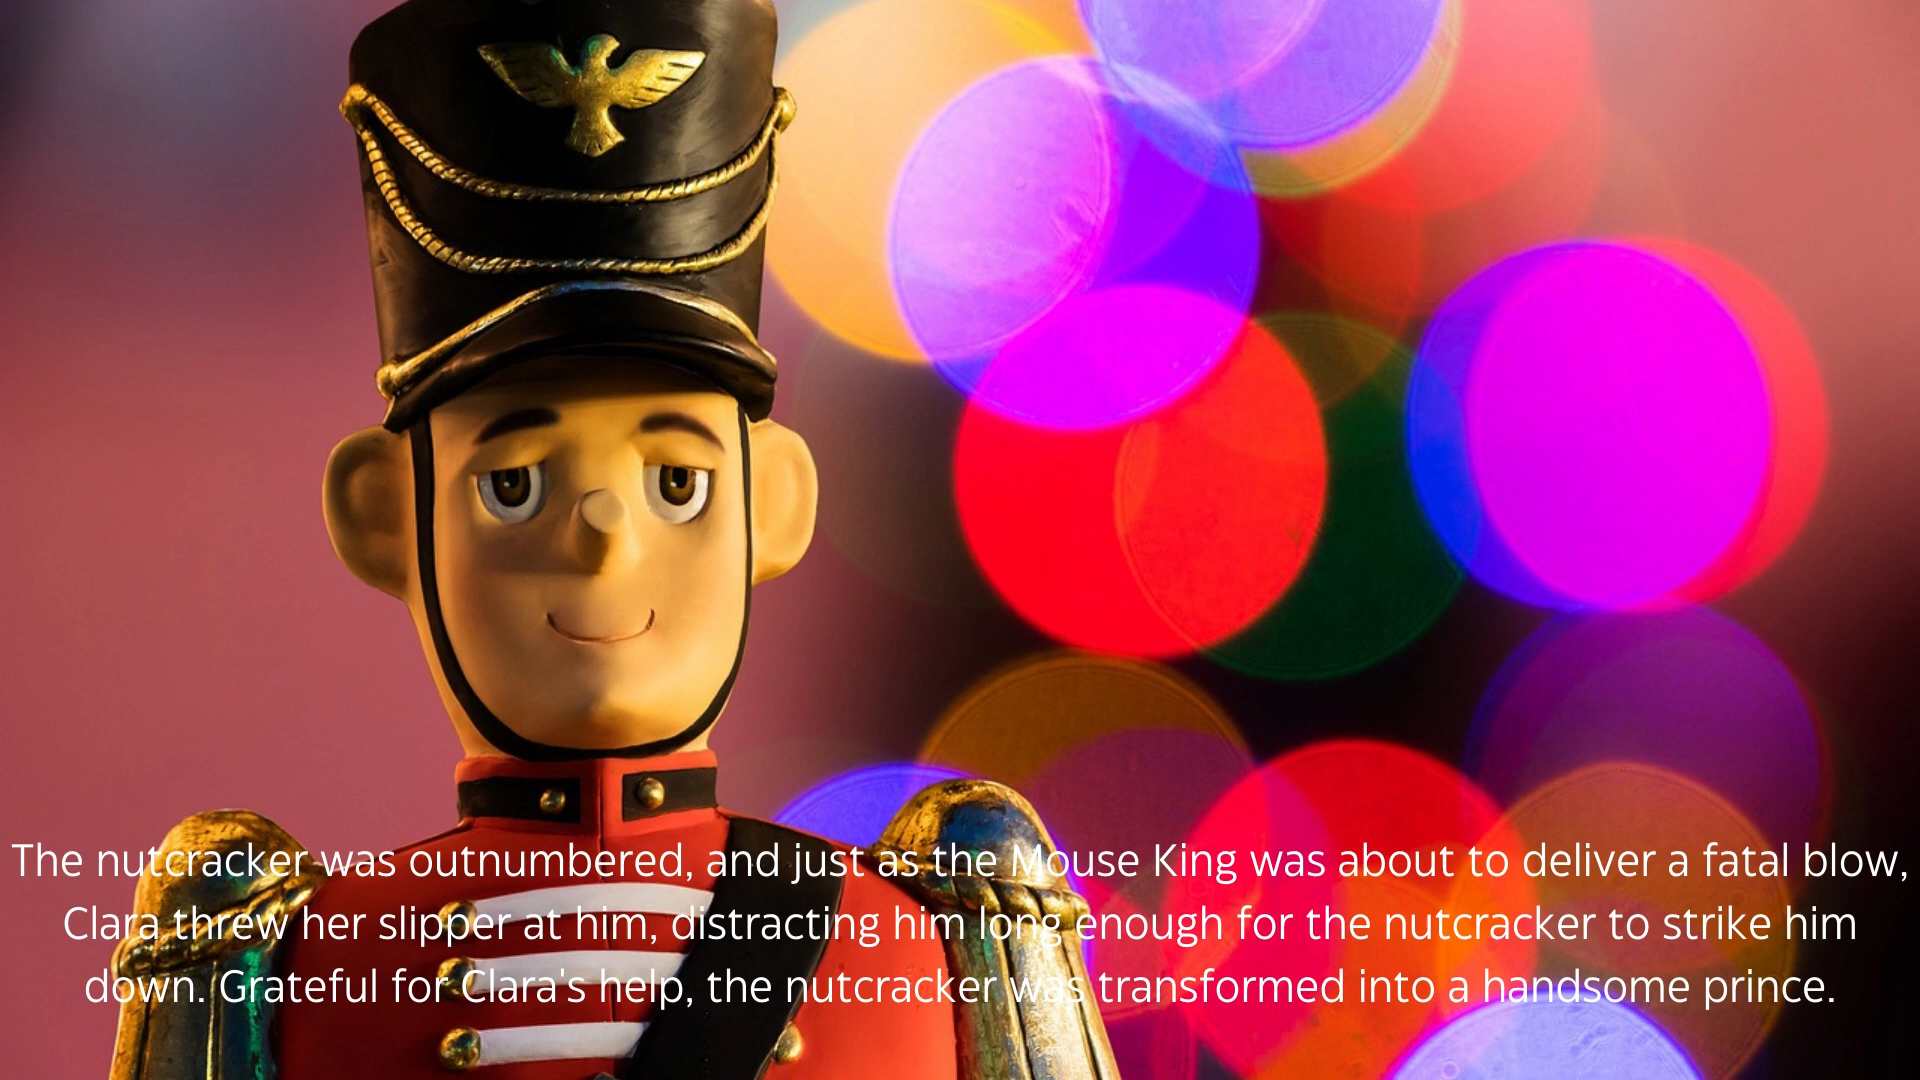 The nutcracker was outnumbered, and just as the Mouse King was about to deliver a fatal blow,
Clara threw her slipper at him, distracting him long enough for the nutcracker to strike him
down. Grateful for Clara's help, the nutcracker was transformed into a handsome prince.